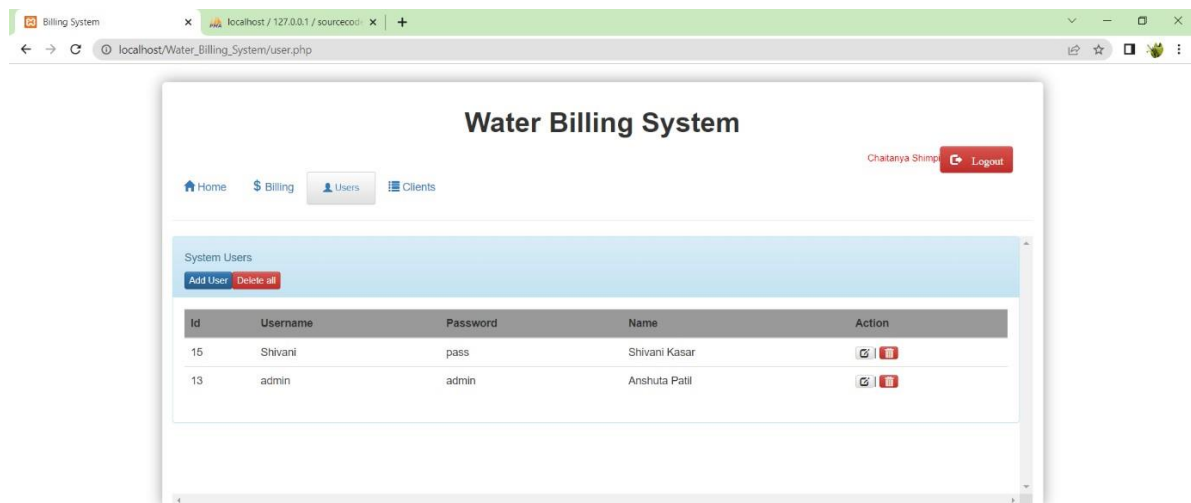 Billing System
localhost / 127.0.0.1 / sourcecod
localhost/Water_Billing_System/user.php
Water Billing System
Chaitanya Shimpi
Logout
Home $ Billing Users Clients
System Users
Add User Delete all
Id Username Password Name Action
15 Shivani pass Shivani Kasar |
13 admin admin Anshuta Patil |